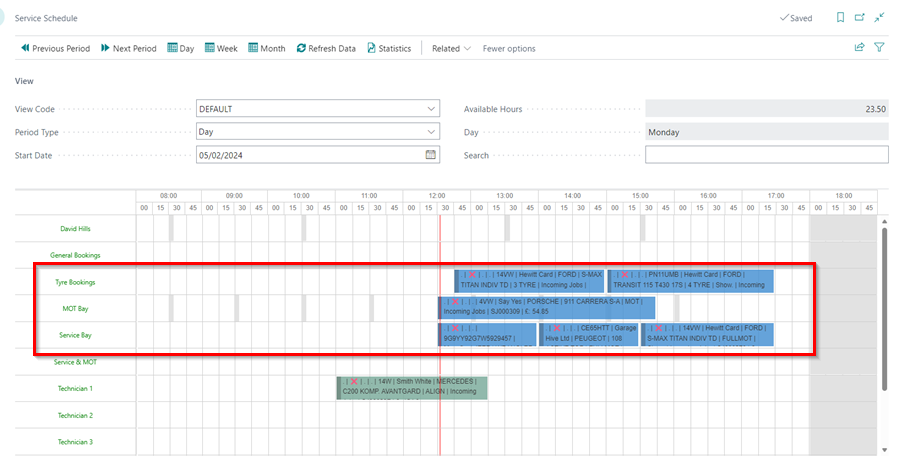 Service Schedule
Saved
Previous Period Next Period Day Week Month Refresh Data Statistics Related Fewer options
View
View Code DEFAULT Available Hours 23.50
Period Type Day Day Monday
Start Date 05/02/2024 Search
08:00 09:00 10:00 11:00 12:00 13:00 14:00 15:00 16:00 17:00 18:00
00 15 30 45 00 15 30 45 00 15 30 45 00 15 30 45 00 15 30 45 00 15 30 45 00 15 30 45 00 15 30 45 00 15 30 45 00 15 30 45 00 15 30 45
David Hills
General Bookings
Tyre Bookings
. | ❌ | . | . | 14VW | Hewitt Card | FORD | S-MAX
TITAN INDIV TD | 3 TYRE | Incoming Jobs |
. | ❌ | . | . | PN11UMB | Hewitt Card | FORD |
TRANSIT 115 T430 17S | 4 TYRE | Show. | Incoming
MOT Bay
. | ❌ | . | . | 4VW | Say Yes | PORSCHE | 911 CARRERA S-A | MOT |
Incoming Jobs | SJ000309 | £: 54.85
Service Bay
. | ❌ | . | . |
9G9YY92G7W5929457 |
. | ❌ | . | . | CE65HTT | Garage
Hive Ltd | PEUGEOT | 108
. | ❌ | . | . | 14VW | Hewitt Card | FORD |
S-MAX TITAN INDIV TD | FULLMOT |
Service & MOT
Technician 1
. | ❌ | . | . | 14W | Smith White | MERCEDES |
C200 KOMP. AVANTGARD | ALIGN | Incoming
Technician 2
Technician 3